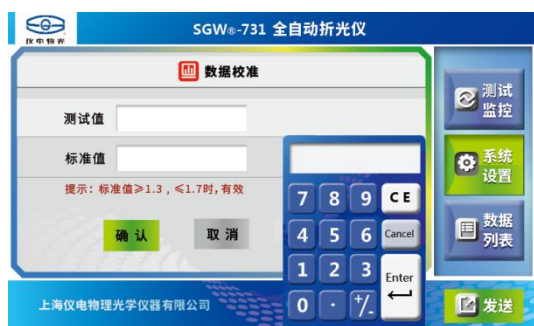 仪电物光
SGW®-731 全自动折光仪
数据校准
测试值
标准值
提示：标准值≥1.3，≤1.7时,有效
确 认
取 消
7 8 9 CE
4 5 6 Cancel
1 2 3 Enter
0 · +/-
测试
监控
系统
设置
数据
列表
上海仪电物理光学仪器有限公司
发送